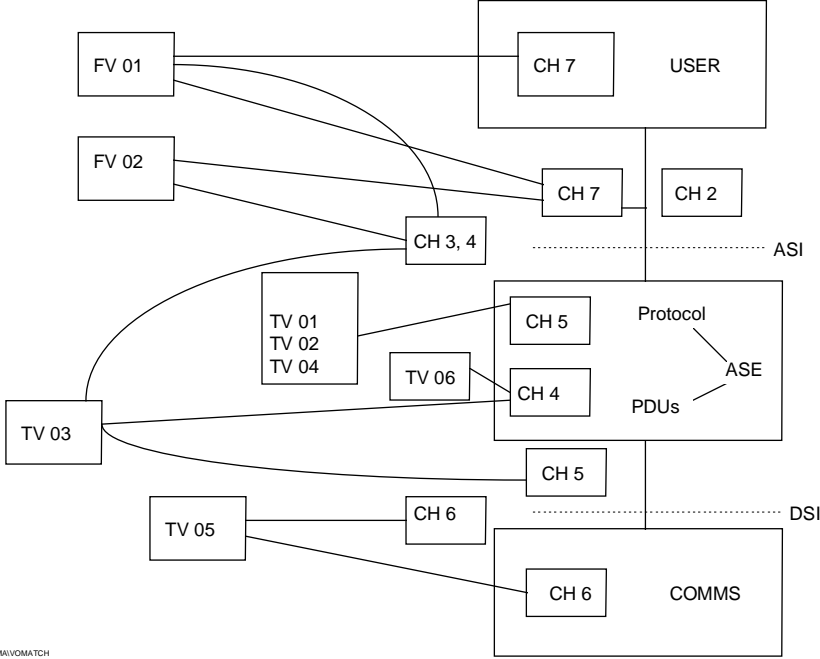 FV 01
CH 7
USER
FV 02
CH 7
CH 2
CH 3, 4
ASI
TV 01
TV 02
TV 04
CH 5
Protocol
ASE
PDUs
TV 06
CH 4
TV 03
CH 5
TV 05
CH 6
DSI
CH 6
COMMS
MA\VOMATCH